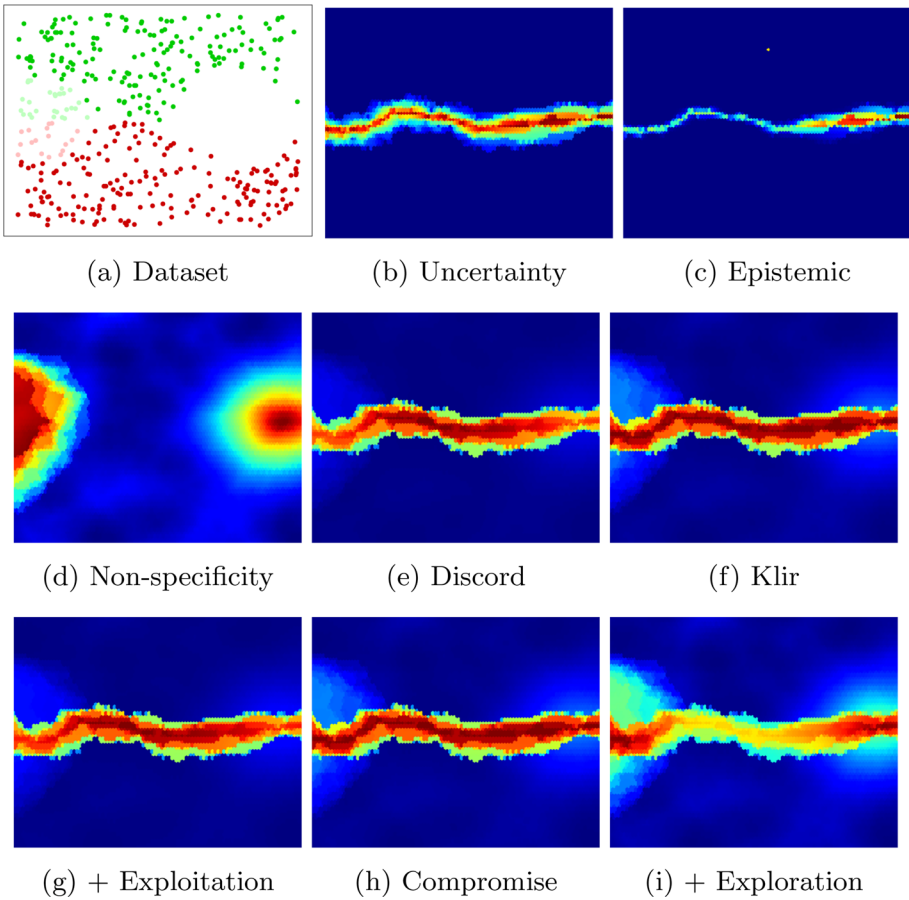 (a) Dataset
(b) Uncertainty
(c) Epistemic
(d) Non-specificity
(e) Discord
(f) Klir
(g) + Exploitation
(h) Compromise
(i) + Exploration